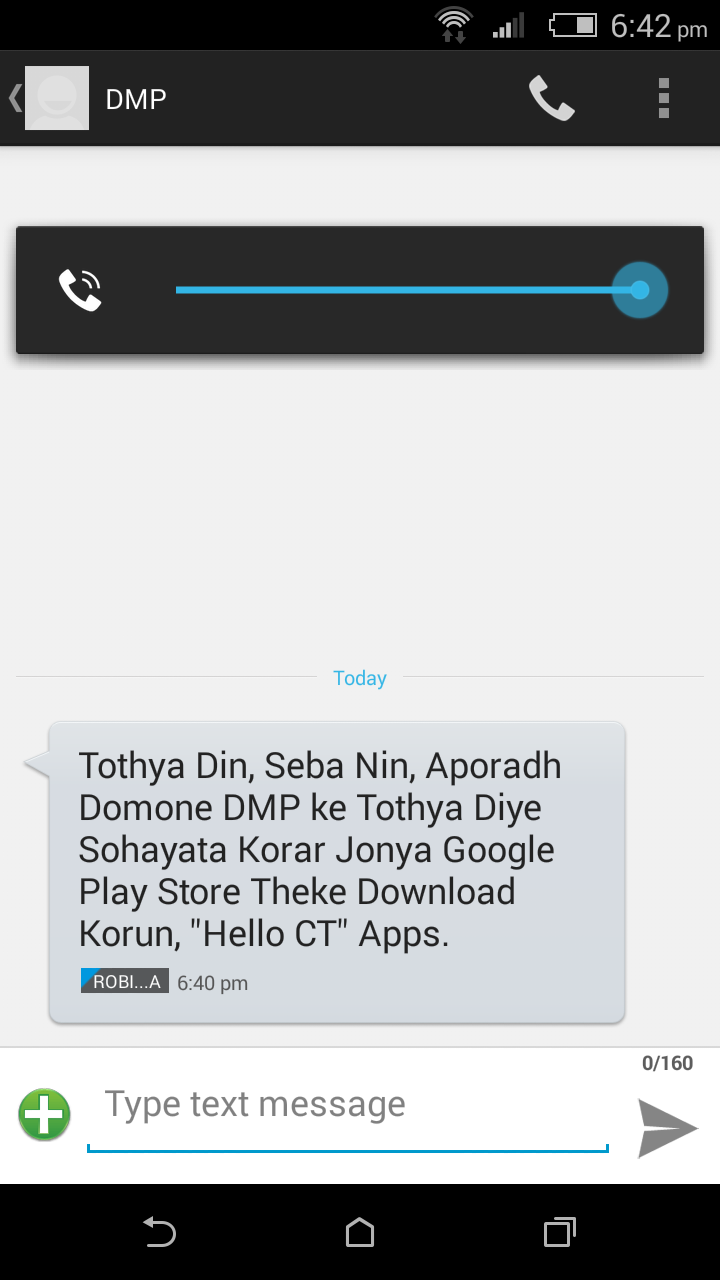 6:42 pm
DMP
Today
Tothya Din, Seba Nin, Aporadh
Domone DMP ke Tothya Diye
Sohayata Korar Jonya Google
Play Store Theke Download
Korun, "Hello CT" Apps.
ROBI...A 6:40 pm
0/160
Type text message